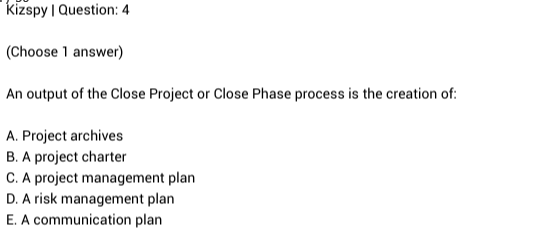 Kizspy | Question: 4
(Choose 1 answer)
An output of the Close Project or Close Phase process is the creation of:
A. Project archives
B. A project charter
C. A project management plan
D. A risk management plan
E. A communication plan